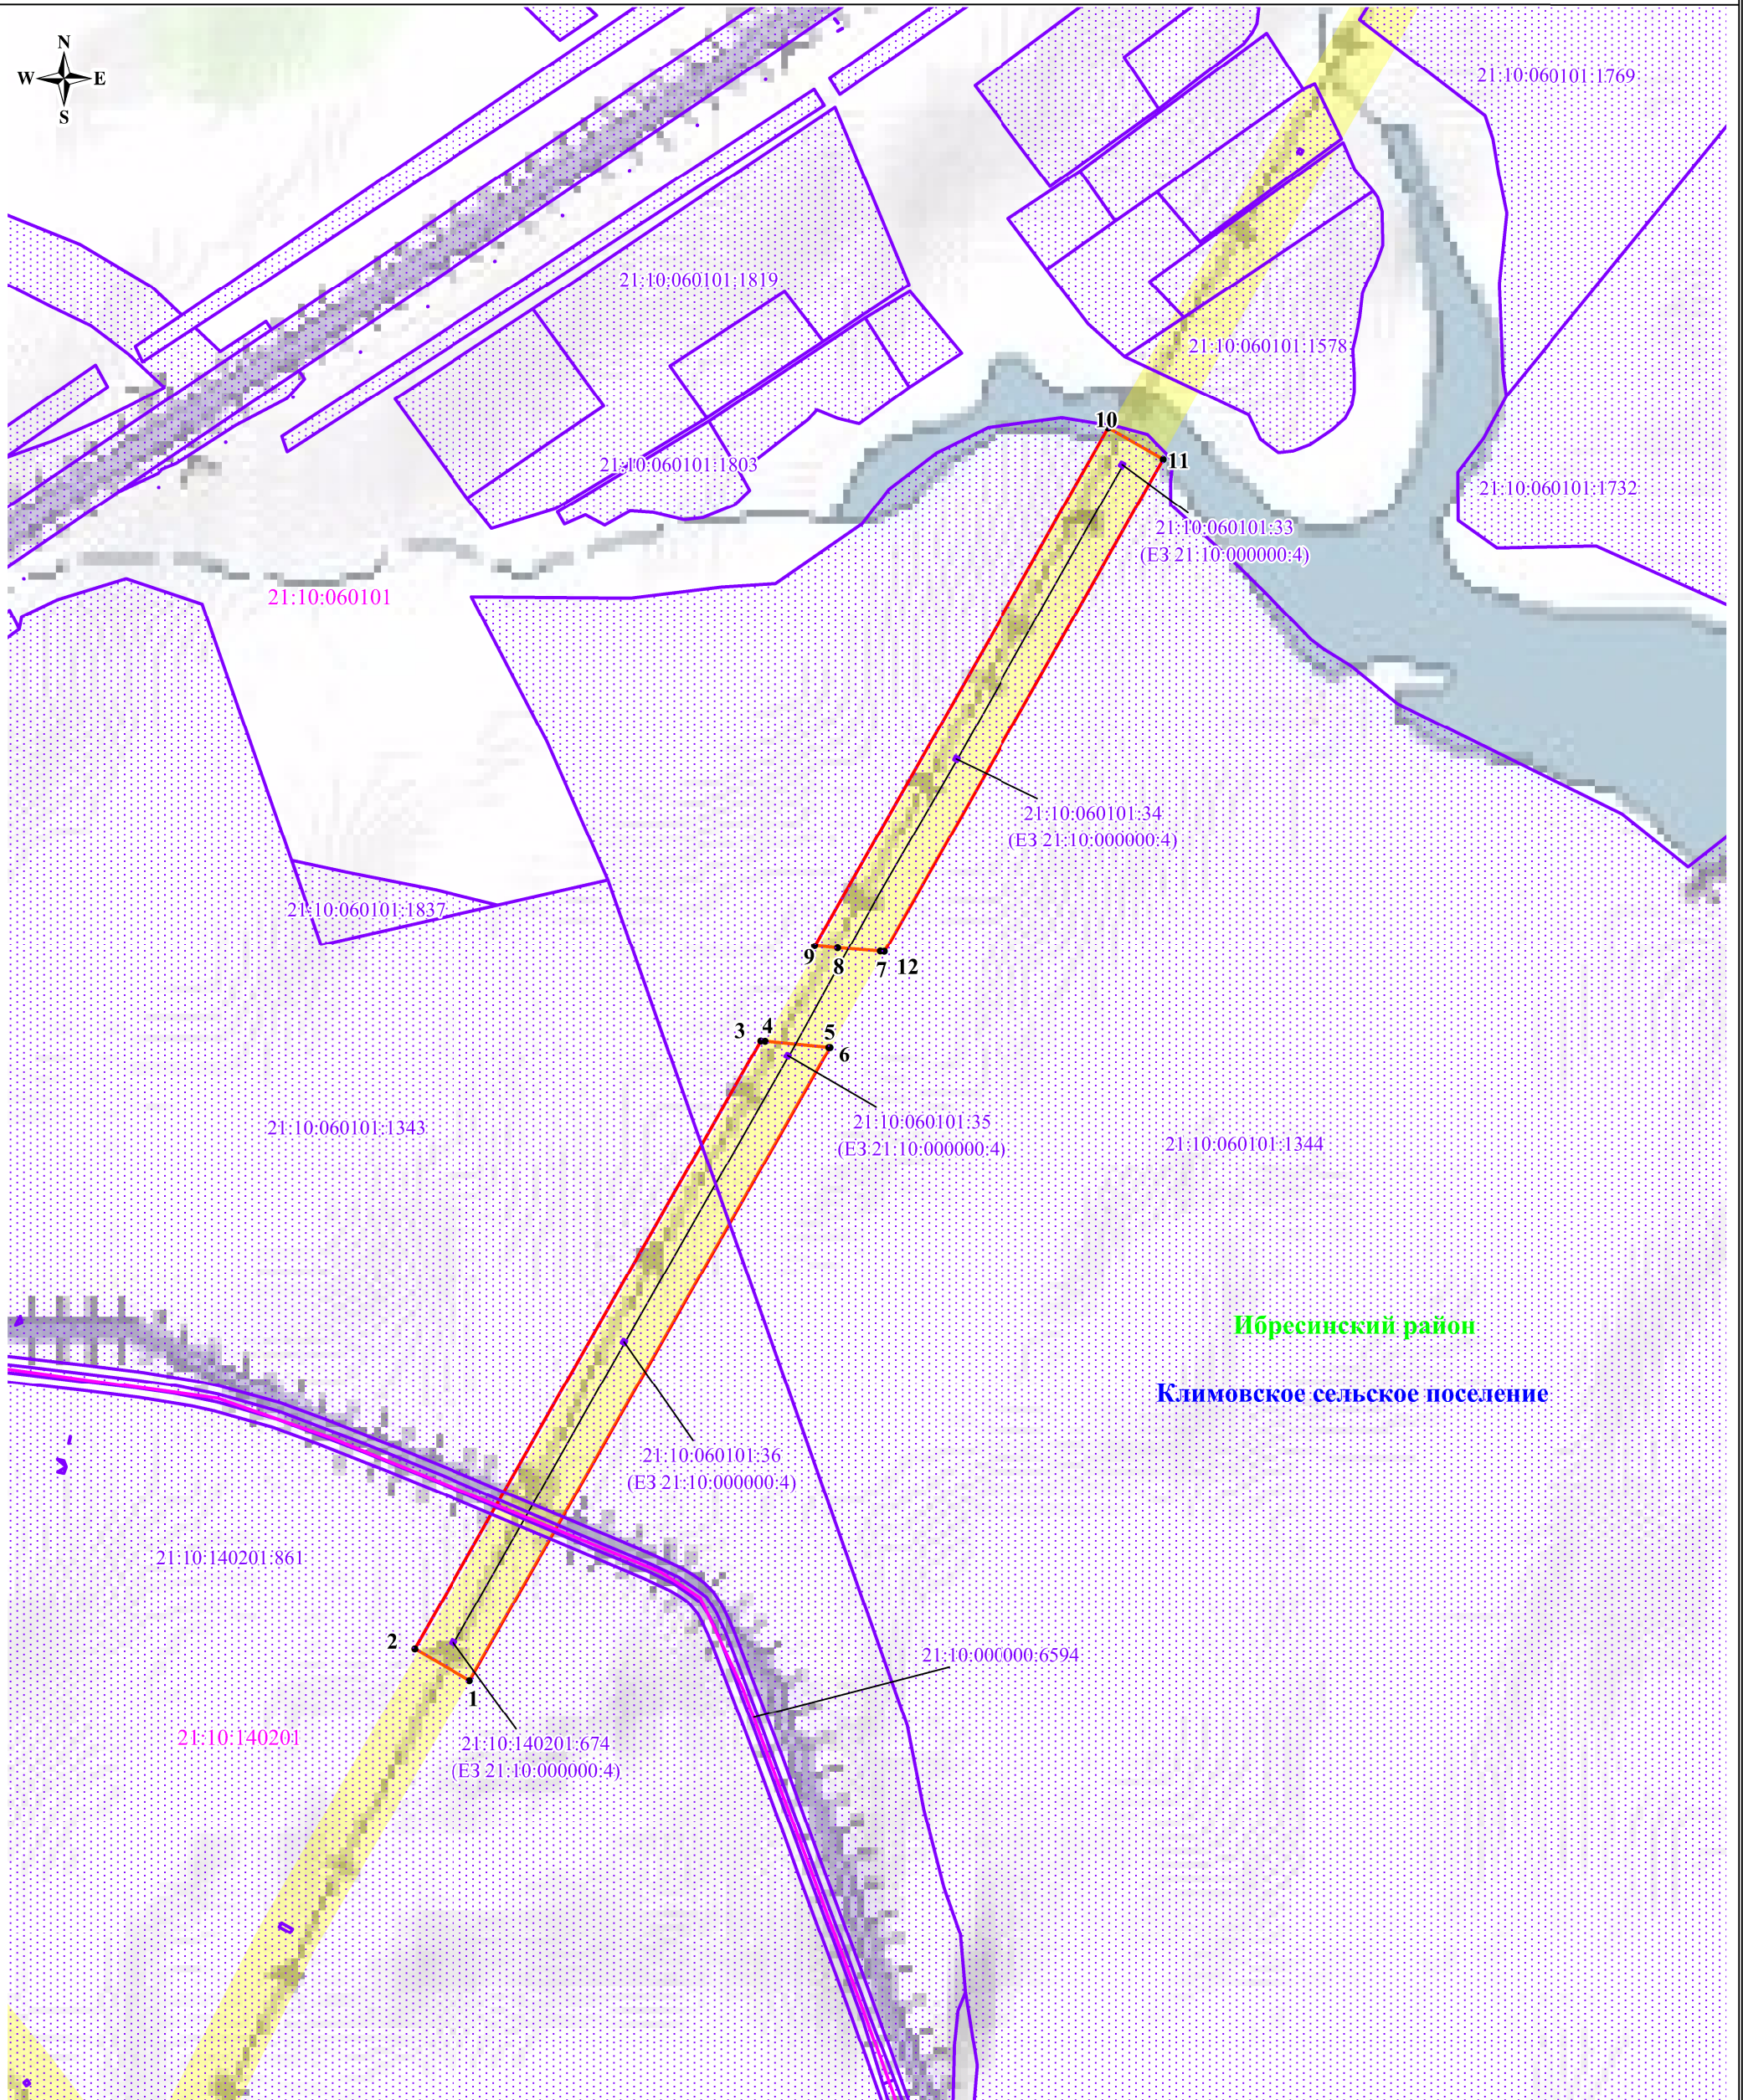 N
W E
S
21:10:060101:1769
21:10:060101:1819
21:10:060101:1578
10
11
21:10:060101:1803
21:10:060101:1732
21:10:060101:33
(ЕЗ 21:10:000000:4)
21:10:060101
21:10:060101:34
(ЕЗ 21:10:000000:4)
21:10:060101:1837
9
8
7
12
3
4
5
6
21:10:060101:35
(ЕЗ 21:10:000000:4)
21:10:060101:1343
21:10:060101:1344
Ибресинский район
Климовское сельское поселение
21:10:060101:36
(ЕЗ 21:10:000000:4)
21:10:140201:861
2
1
21:10:000000:6594
21:10:140201
21:10:140201:674
(ЕЗ 21:10:000000:4)